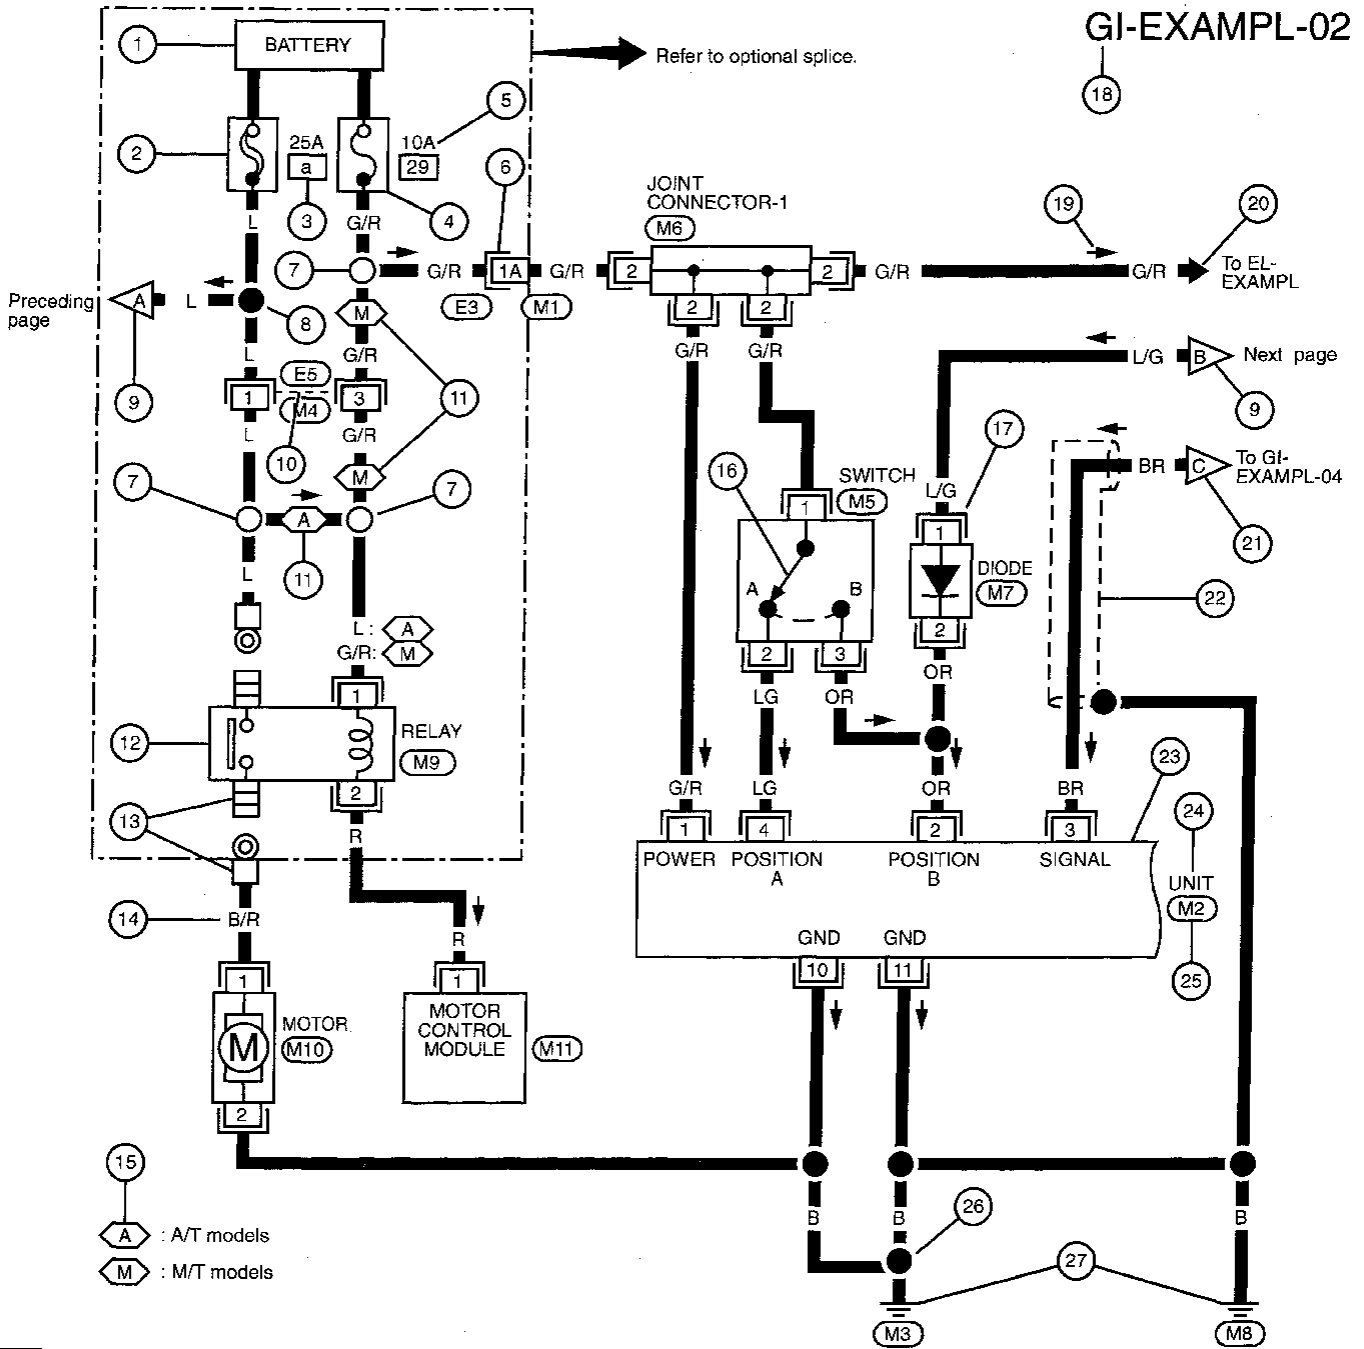 GI-EXAMPL-02
18
1
BATTERY
Refer to optional splice.
2
25A
a
10A
29
5
6
3
4
L
G/R
JOINT
CONNECTOR-1
M6
19
20
7
G/R
1A
G/R
2
2
G/R
G/R
To EL-
EXAMPL
E3
M1
2
2
Preceding
page
A
L
8
M
G/R
G/R
L/G
B
Next page
9
L
E5
G/R
1
M4
3
11
9
L
10
G/R
17
BR
C
To GI-
EXAMPL-04
7
M
7
16
SWITCH
M5
1
L/G
21
A
11
1
DIODE
M7
L
A
B
22
L :
A
G/R:
M
2
2
3
OR
LG
OR
1
12
RELAY
M9
2
13
R
23
G/R
LG
OR
BR
24
1
4
2
3
POWER
POSITION
A
POSITION
B
SIGNAL
UNIT
M2
14
B/R
R
GND
GND
10
11
25
1
1
MOTOR
M10
M
MOTOR
CONTROL
MODULE
M11
2
15
A
: A/T models
M
: M/T models
B
B
26
B
27
M3
M8